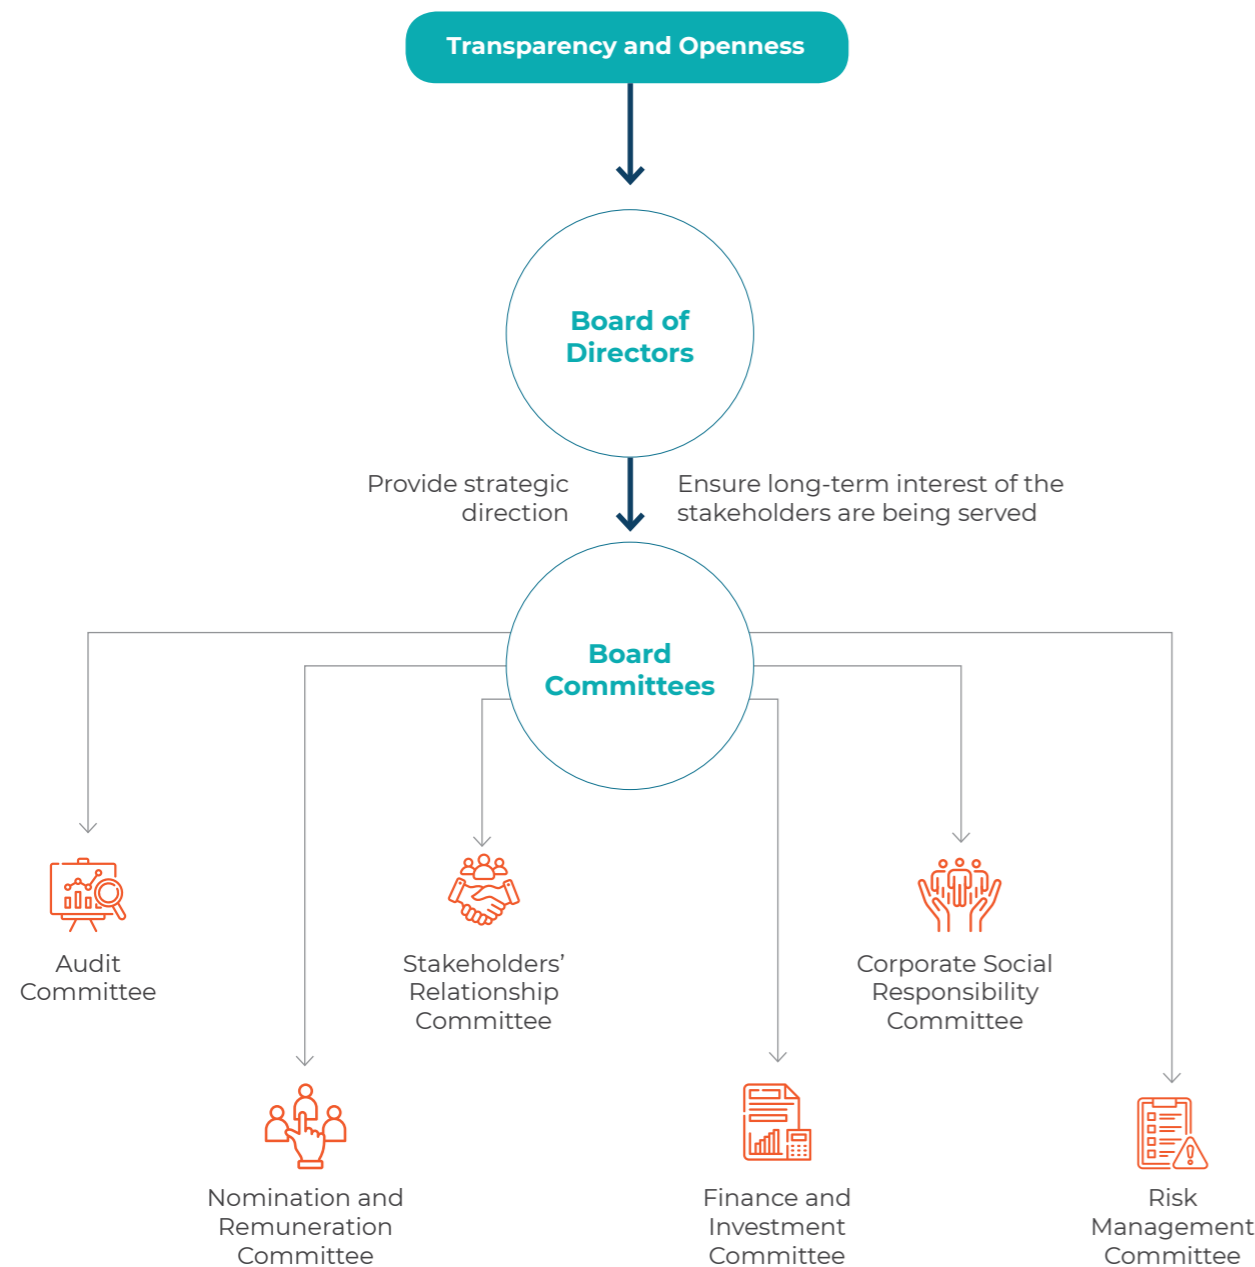 Transparency and Openness
Board of
Directors
Provide strategic
direction
Ensure long-term interest of the
stakeholders are being served
Board
Committees
Audit
Committee
Stakeholders’
Relationship
Committee
Corporate Social
Responsibility
Committee
Nomination and
Remuneration
Committee
Finance and
Investment
Committee
Risk
Management
Committee